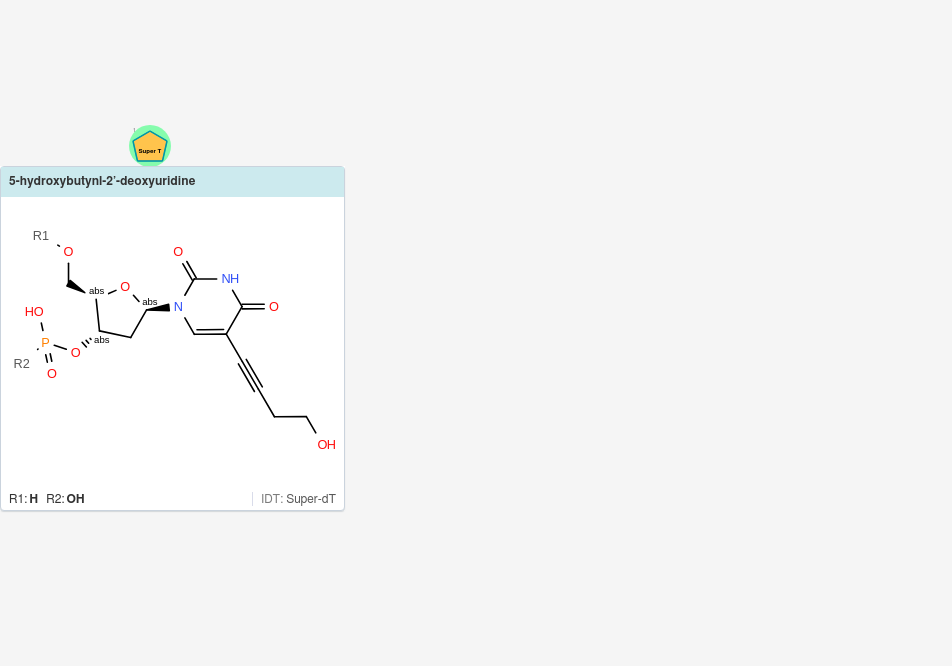 Super T
5-hydroxybutynl-2’-deoxyuridine
R1
O
O
NH
O
abs
O
abs
N
O
HO
abs
P
O
R2
O
OH
R1: H R2: OH
IDT: Super-dT